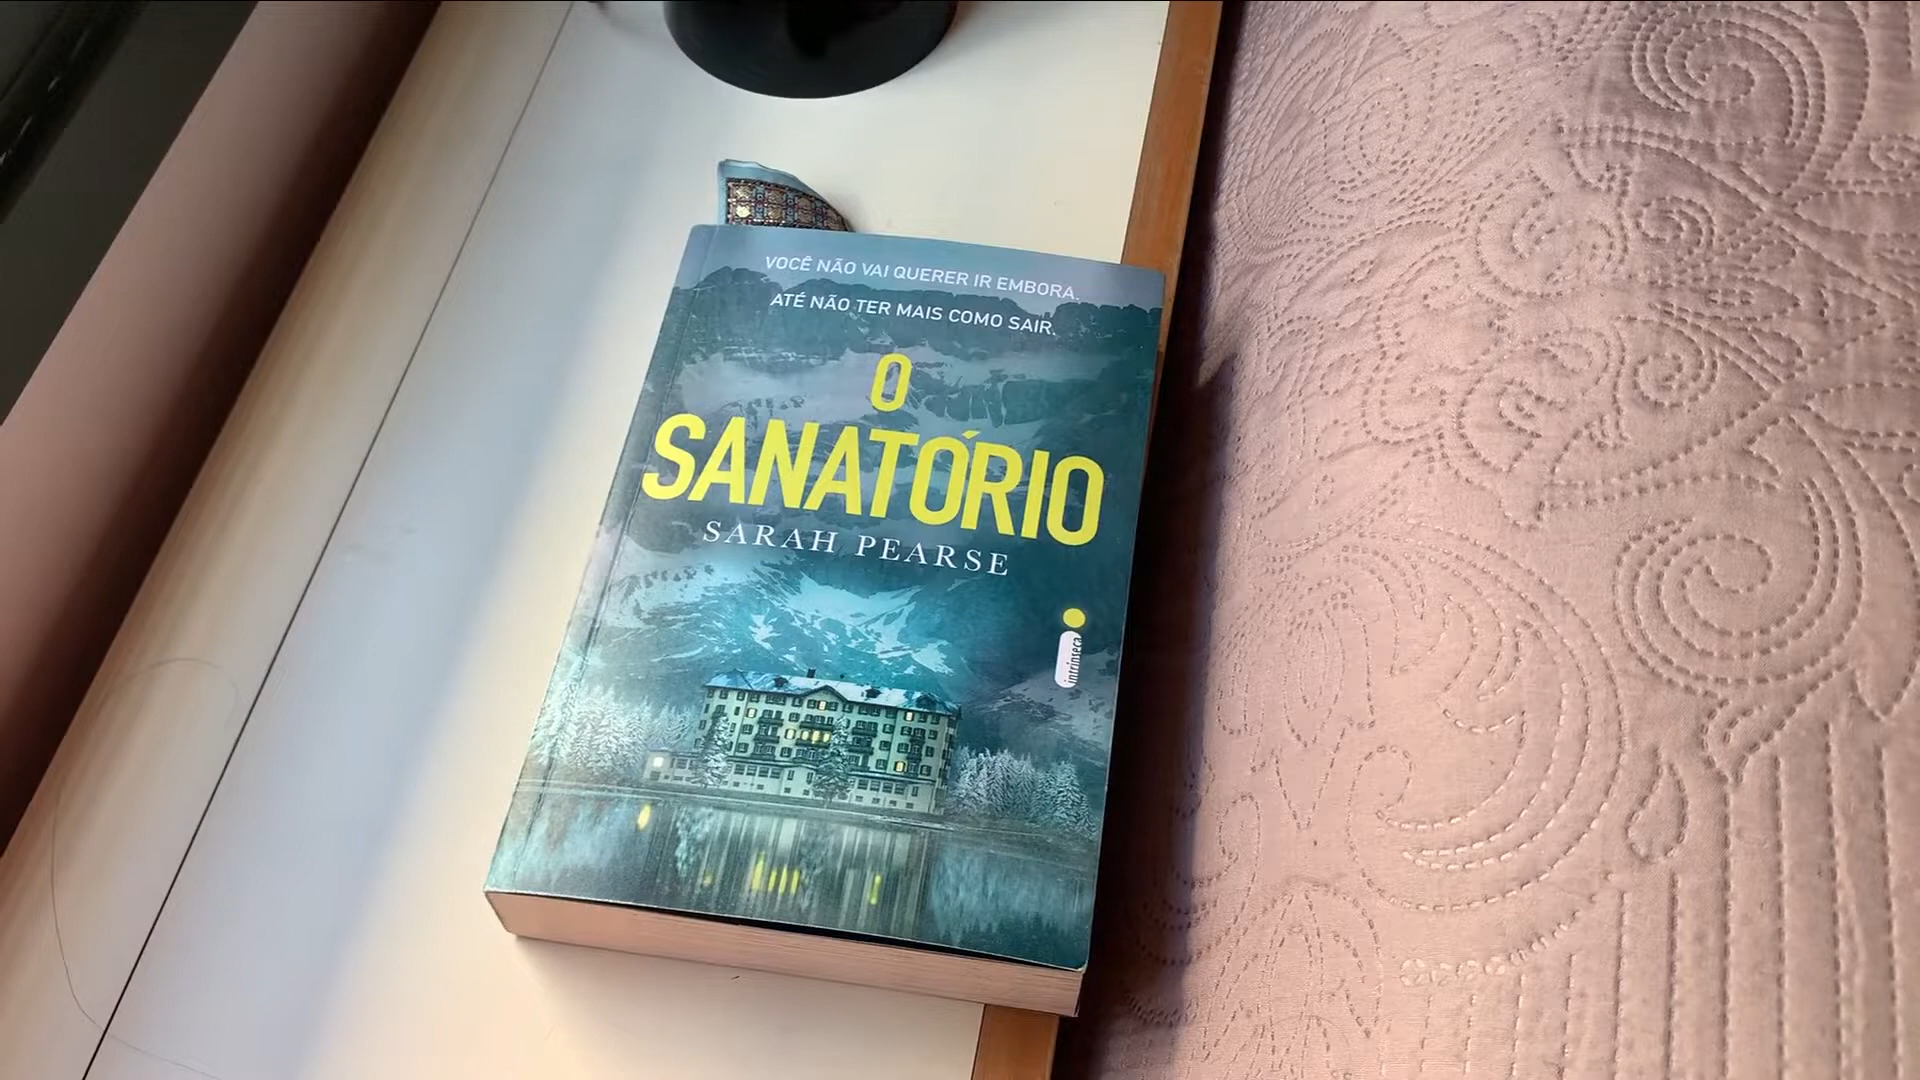 VOCÊ NÃO VAI QUERER IR EMBORA.
ATÉ NÃO TER MAIS COMO SAIR.
O
SANATÓRIO
SARAH PEARSE
intrínseca